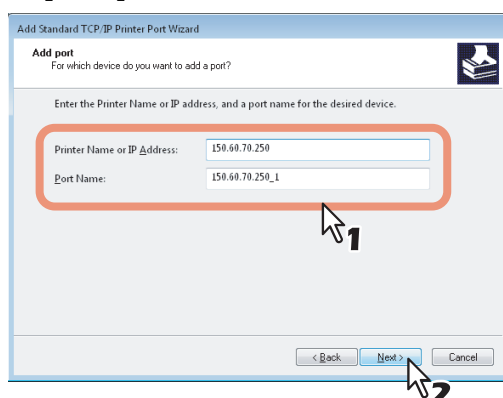 Add Standard TCP/IP Printer Port Wizard
Add port
For which device do you want to add a port?
Enter the Printer Name or IP address, and a port name for the desired device.
Printer Name or IP Address: 150.60.70.250
Port Name: 150.60.70.250_1
1
< Back Next > Cancel
2